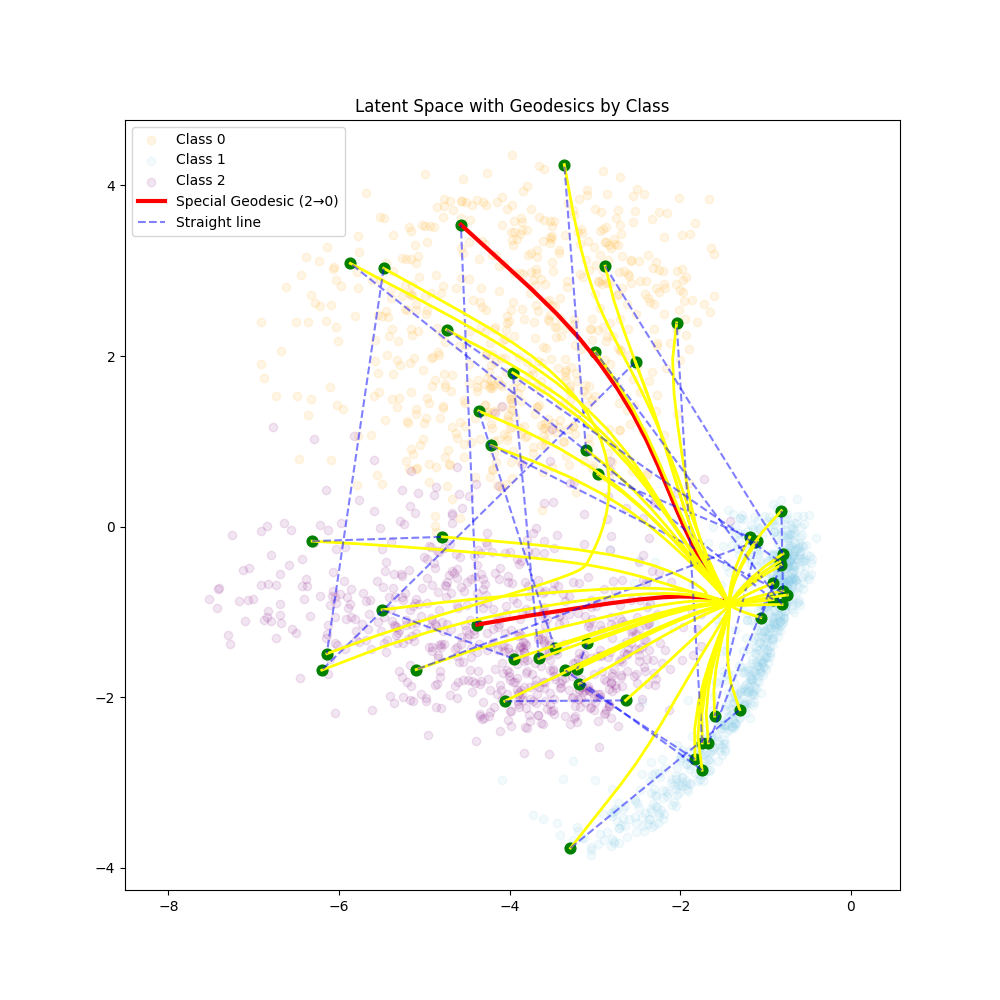 Latent Space with Geodesics by Class
Class 0
Class 1
Class 2
Special Geodesic (2→0)
Straight line
4
2
0
−2
−4
−8
−6
−4
−2
0